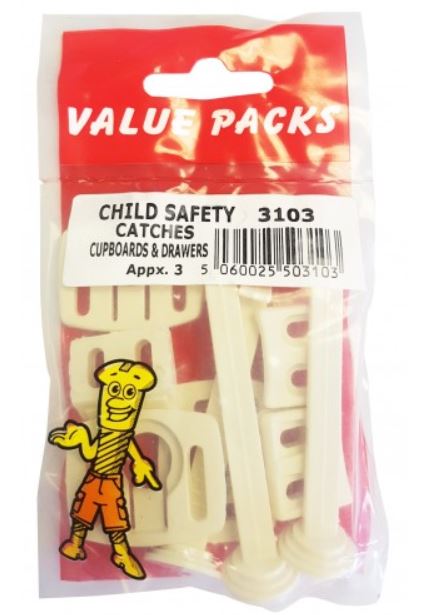 VALUE PACKS
CHILD SAFETY 3103
CATCHES
CUPBOARDS & DRAWERS
Appx. 3 5 060025 503103